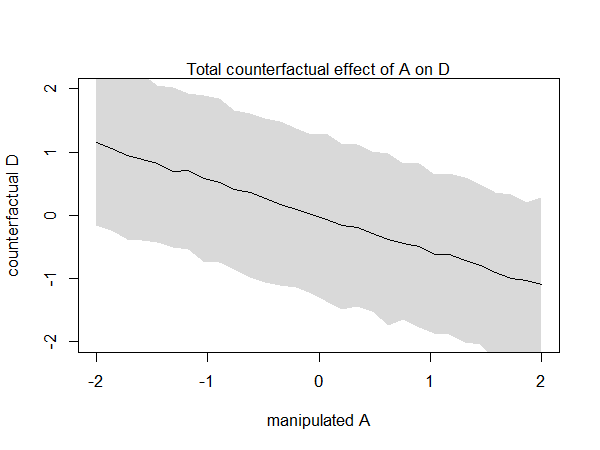 Total counterfactual effect of A on D
counterfactual D
2
1
0
-1
-2
-2 -1 0 1 2
manipulated A